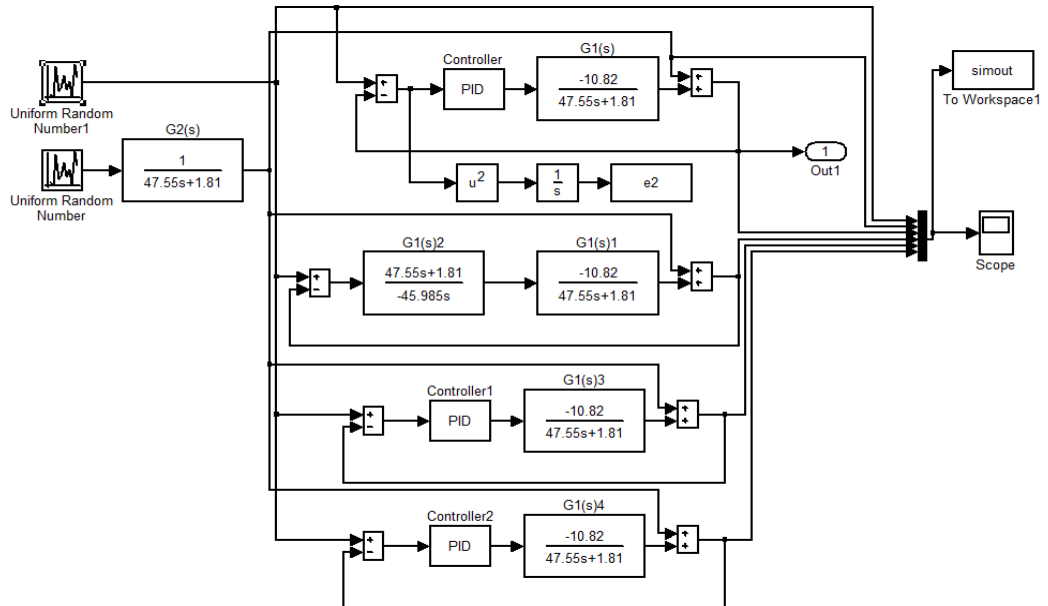 G1(s)
Controller
+
-
PID
-10.82
47.55s+1.81
+
+
simout
To Workspace1
Uniform Random
Number1
G2(s)
1
47.55s+1.81
Uniform Random
Number
1
Out1
u2
1
s
e2
G1(s)2
G1(s)1
+
-
47.55s+1.81
-45.985s
-10.82
47.55s+1.81
+
+
Scope
Controller1
G1(s)3
+
-
PID
-10.82
47.55s+1.81
+
+
Controller2
G1(s)4
+
-
PID
-10.82
47.55s+1.81
+
+